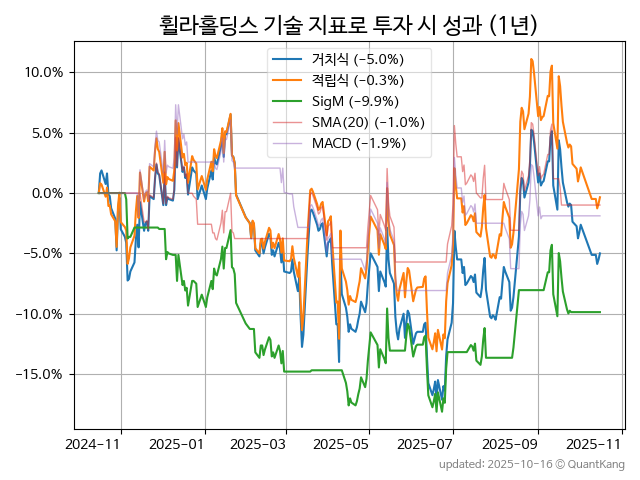 휠라홀딩스 기술 지표로 투자 시 성과 (1년)
거치식 (−5.0%)
적립식 (−0.3%)
SigM (−9.9%)
SMA(20) (−1.0%)
MACD (−1.9%)
10.0%
5.0%
0.0%
−5.0%
−10.0%
−15.0%
2024-11 2025-01 2025-03 2025-05 2025-07 2025-09 2025-11
updated: 2025-10-16 © QuantKang